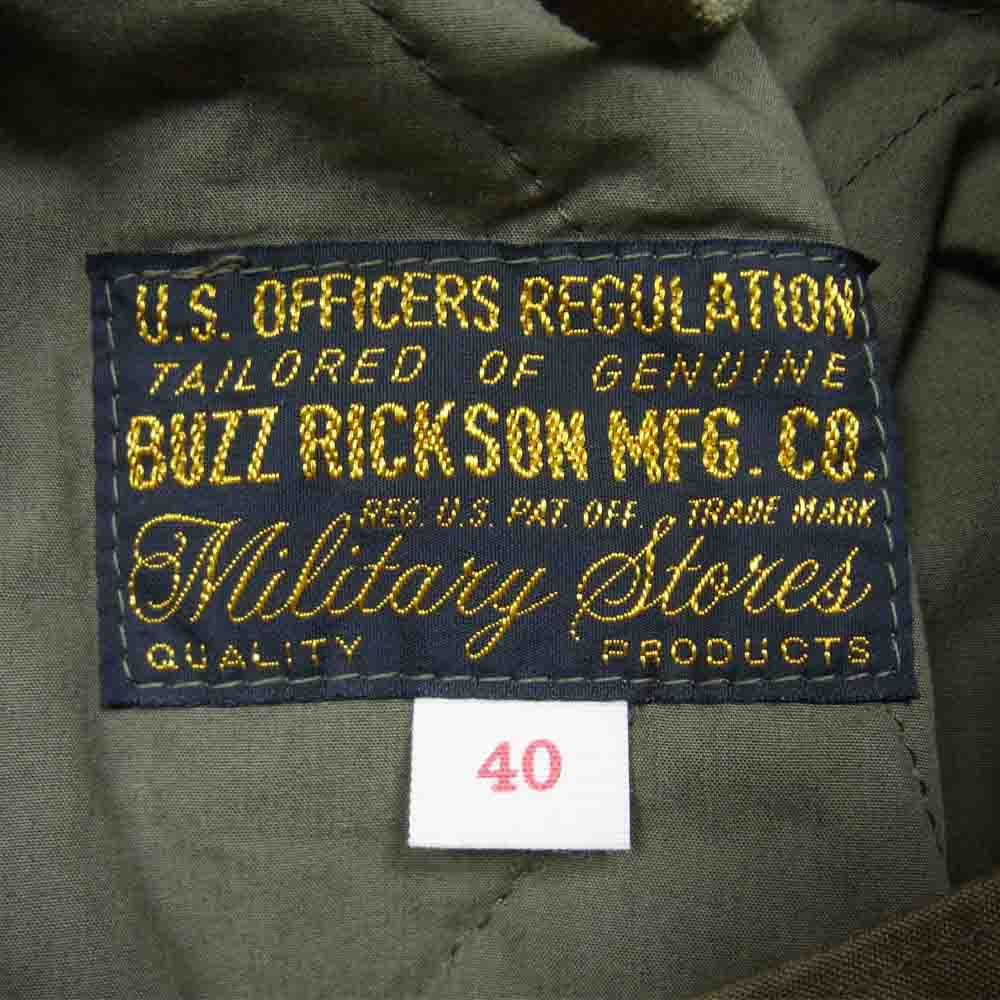 U.S. OFFICERS REGULATION
TAILORED OF GENUINE
BUZZ RICKSON MFG. CO.
REG. U.S. PAT. OFF. TRADE MARK
Military Stores
QUALITY PRODUCTS
40